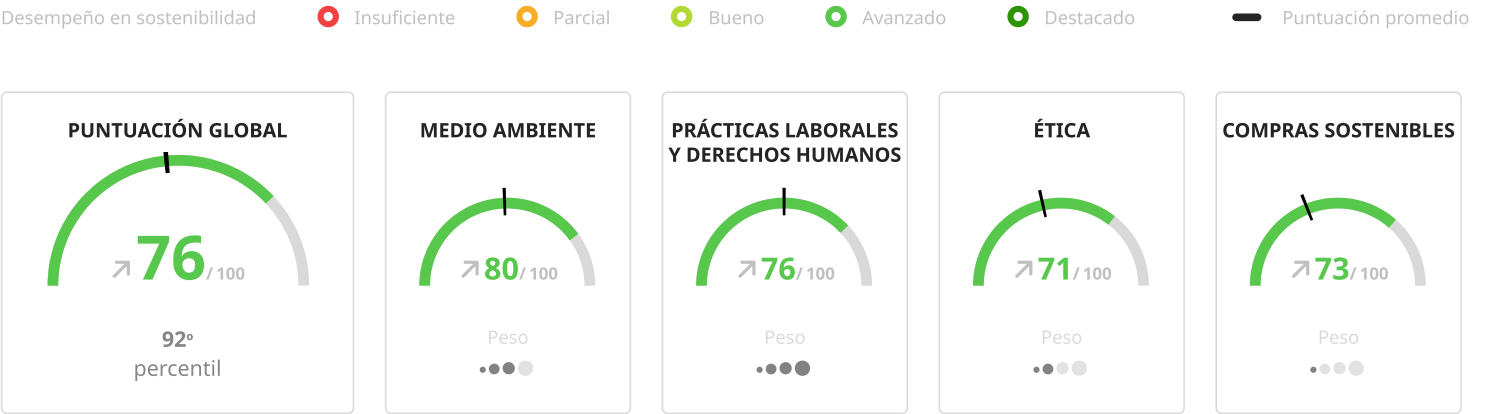 Desempeño en sostenibilidad Insuficiente Parcial Bueno Avanzado Destacado Puntuación promedio
PUNTUACIÓN GLOBAL
76 / 100
92º
percentil
MEDIO AMBIENTE
80 / 100
Peso
PRÁCTICAS LABORALES
Y DERECHOS HUMANOS
76 / 100
Peso
ÉTICA
71 / 100
Peso
COMPRAS SOSTENIBLES
73 / 100
Peso